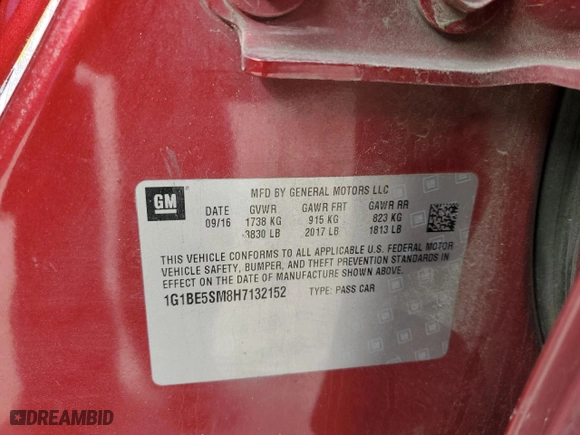 GM
MFD BY GENERAL MOTORS LLC
DATE GVWR GAWR FRT GAWR RR
09/16 1738 KG 915 KG 823 KG
3830 LB 2017 LB 1813 LB
THIS VEHICLE CONFORMS TO ALL APPLICABLE U.S. FEDERAL MOTOR
VEHICLE SAFETY, BUMPER, AND THEFT PREVENTION STANDARDS IN
EFFECT ON THE DATE OF MANUFACTURE SHOWN ABOVE.
1G1BE5SM8H7132152 TYPE: PASS CAR
DREAMBID